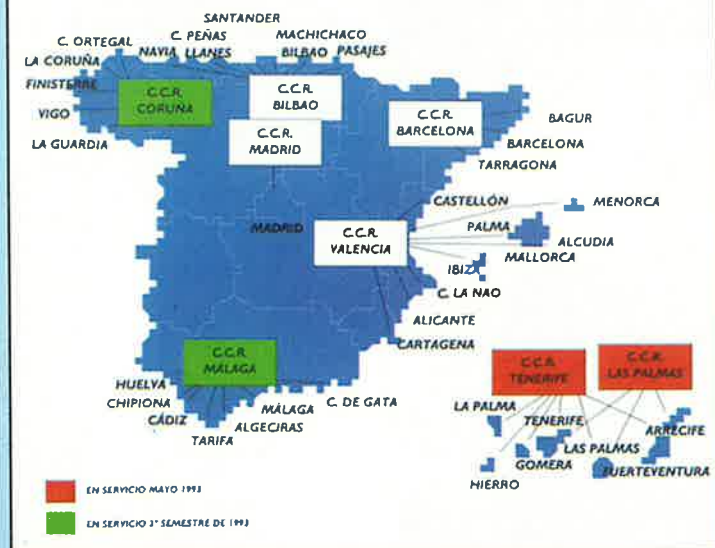 SANTANDER
C. ORTEGAL
C. PEÑAS
MACHICHACO
LA CORUÑA
NAVIA
LLANES
BILBAO
PASAJES
FINISTERRE
C.C.R.
CORUÑA
C.C.R.
BILBAO
VIGO
C.C.R.
BARCELONA
BAGUR
LA GUARDIA
C.C.R.
MADRID
BARCELONA
TARRAGONA
CASTELLÓN
MENORCA
MADRID
C.C.R.
VALENCIA
PALMA
ALCUDIA
MALLORCA
IBIZA
C. LA NAO
ALICANTE
CARTAGENA
C.C.R.
MÁLAGA
C.C.R.
TENERIFE
C.C.R.
LAS PALMAS
HUELVA
CHIPIONA
CÁDIZ
TARIFA
ALGECIRAS
MÁLAGA
C. DE GATA
LA PALMA
TENERIFE
ARRECIFE
LAS PALMAS
GOMERA
FUERTEVENTURA
HIERRO
EN SERVICIO MAYO 1993
EN SERVICIO SEMESTRE DE 1993